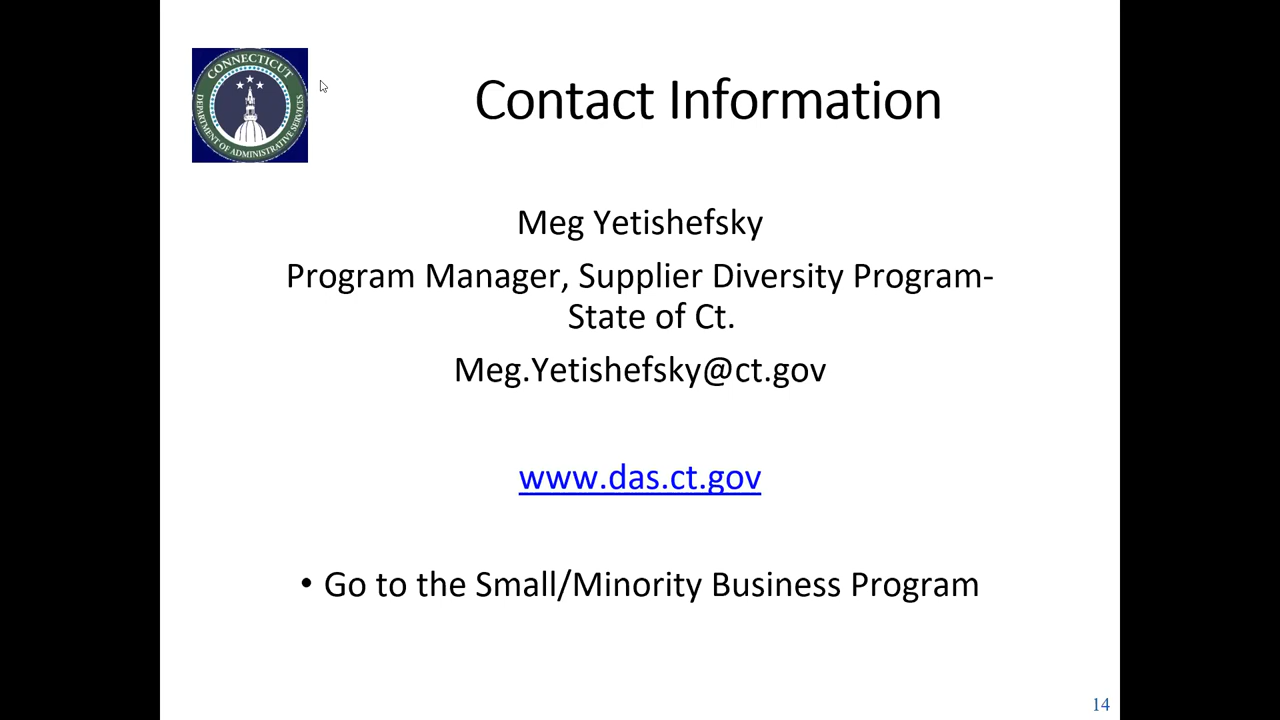 CONNECTICUT
DEPARTMENT OF ADMINISTRATIVE SERVICES
Contact Information
Meg Yetishefsky
Program Manager, Supplier Diversity Program-
State of Ct.
Meg.Yetishefsky@ct.gov
www.das.ct.gov
• Go to the Small/Minority Business Program
14